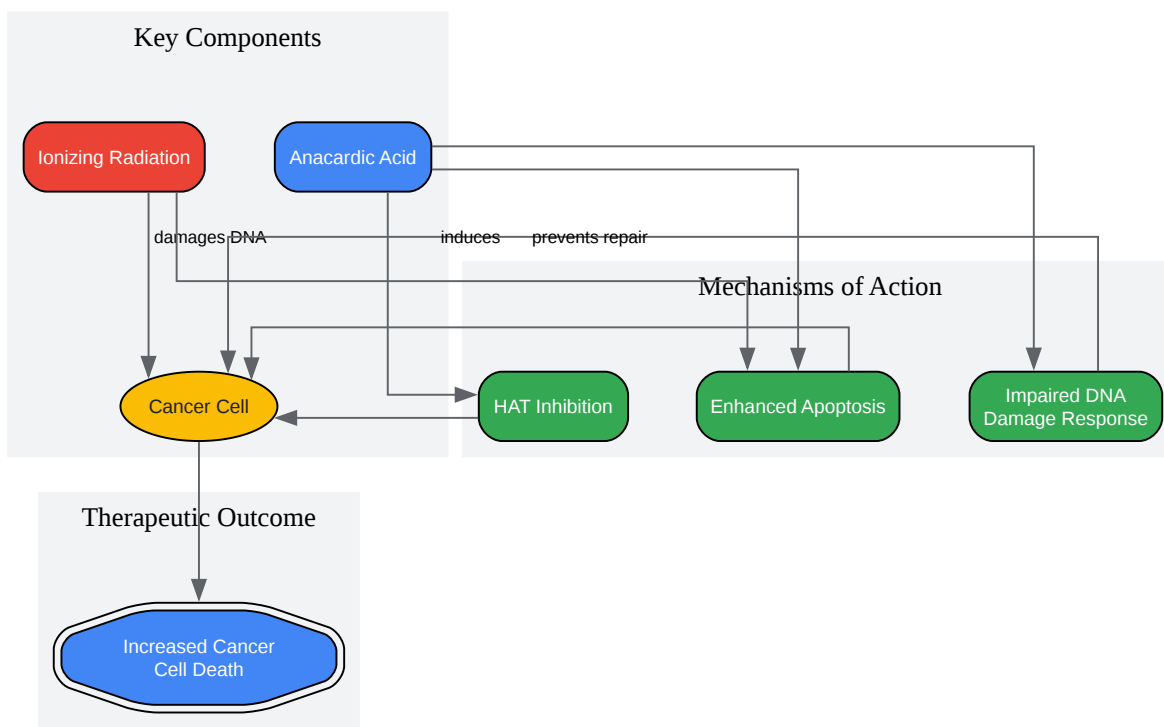 Key Components
Ionizing Radiation
Anacardic Acid
damages DNA
induces
prevents repair
Mechanisms of Action
Cancer Cell
HAT Inhibition
Enhanced Apoptosis
Impaired DNA
Damage Response
Therapeutic Outcome
Increased Cancer
Cell Death